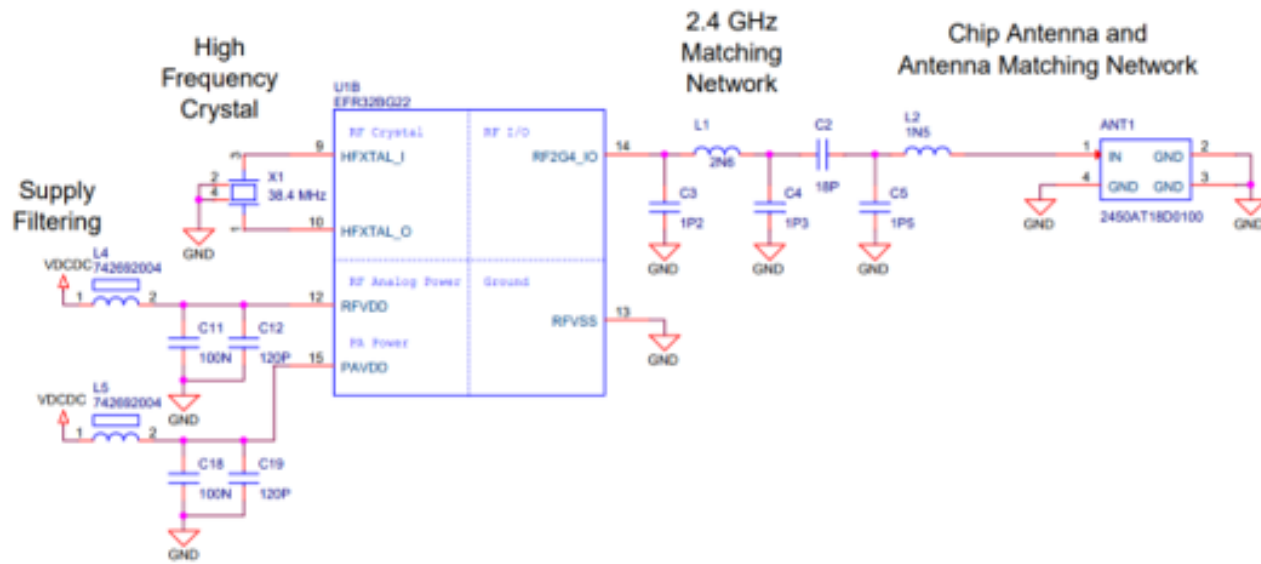 2.4 GHz
Matching
Network
Chip Antenna and
Antenna Matching Network
High
Frequency
Crystal
U1B
EFR32BG22
RF Crystal
RF I/O
9
HFXTAL_I
RF2G4_IO
14
3
2
4
1
X1
38.4 MHz
GND
10
HFXTAL_O
L1
2N6
C2
18P
L2
1N5
C3
1P2
GND
C4
1P3
GND
C5
1P5
GND
ANT1
1
IN
GND
2
4
GND
GND
3
2450AT18D0100
GND
GND
Supply
Filtering
VDCDC
L4
742692004
1
2
RF Analog Power
Ground
12
RFVDD
C11
100N
C12
120P
GND
RFVSS
13
GND
PA Power
15
PAVDD
VDCDC
L5
742692004
1
2
C18
100N
C19
120P
GND